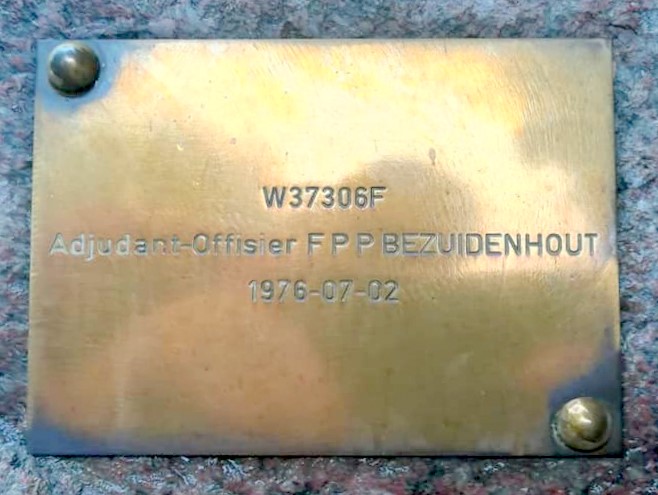 W37306F
Adjudant-Offisier F P P BEZUIDENHOUT
1976-07-02